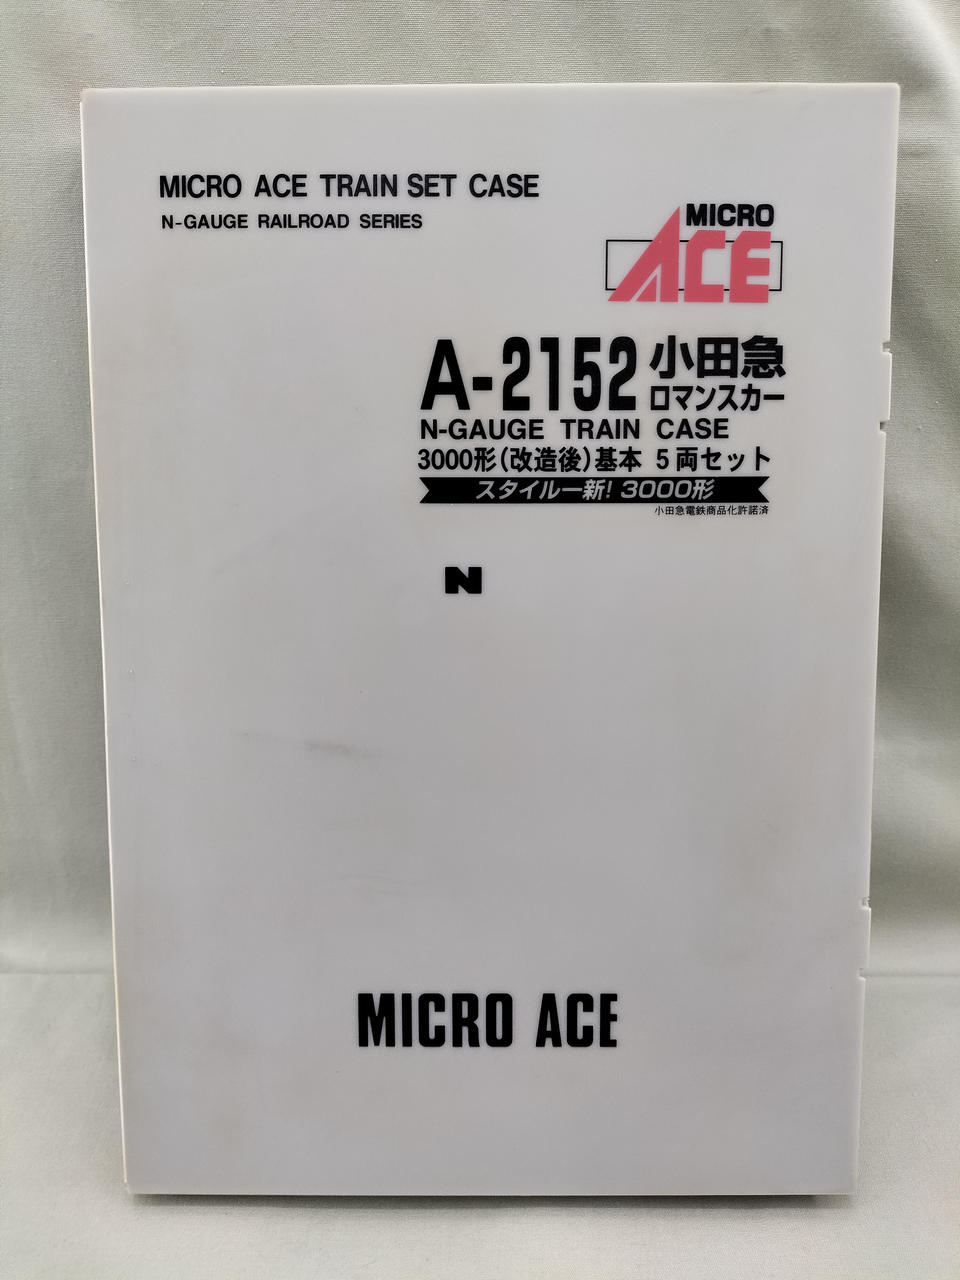 MICRO ACE TRAIN SET CASE
N-GAUGE RAILROAD SERIES
MICRO
ACE
A-2152 小田急
ロマンスカー
N-GAUGE TRAIN CASE
3000形(改造後)基本 5両セット
スタイル一新! 3000形
小田急電鉄商品化許諾済
N
MICRO ACE